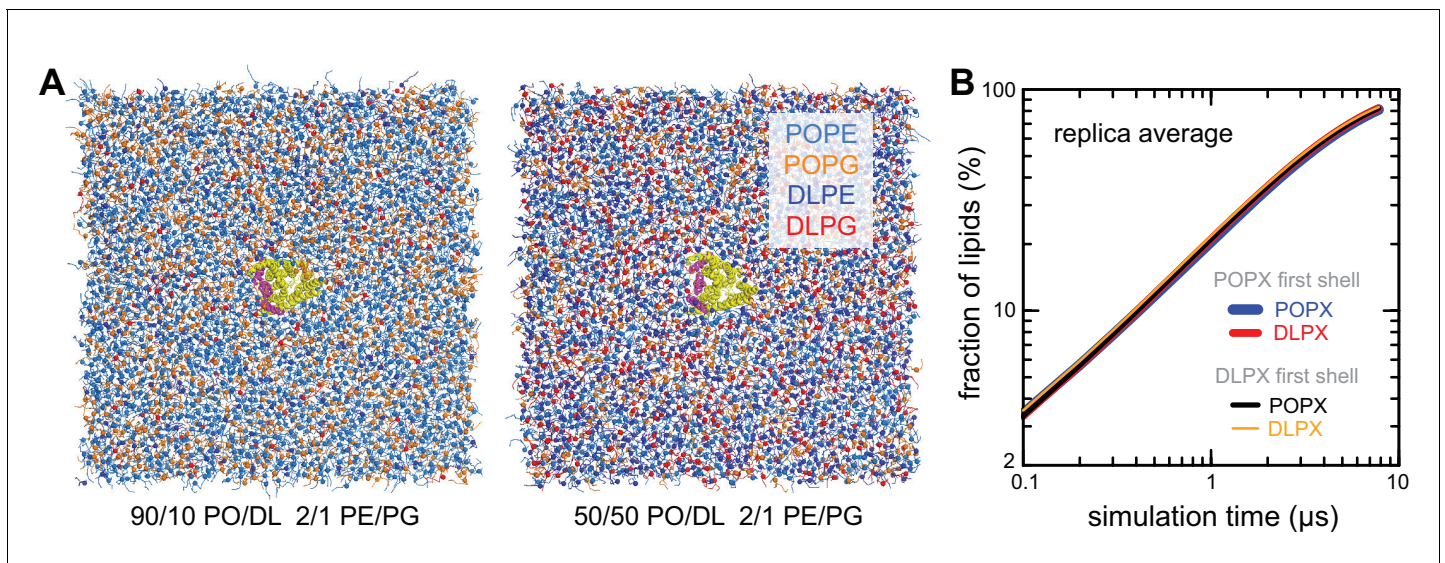 A
POPE
POPG
DLPE
DLPG
90/10 PO/DL 2/1 PE/PG
50/50 PO/DL 2/1 PE/PG
B
100
10
2
fraction of lipids (%)
replica average
POPX first shell
POPX
DLPX
DLPX first shell
POPX
DLPX
0.1
1
10
simulation time (µs)